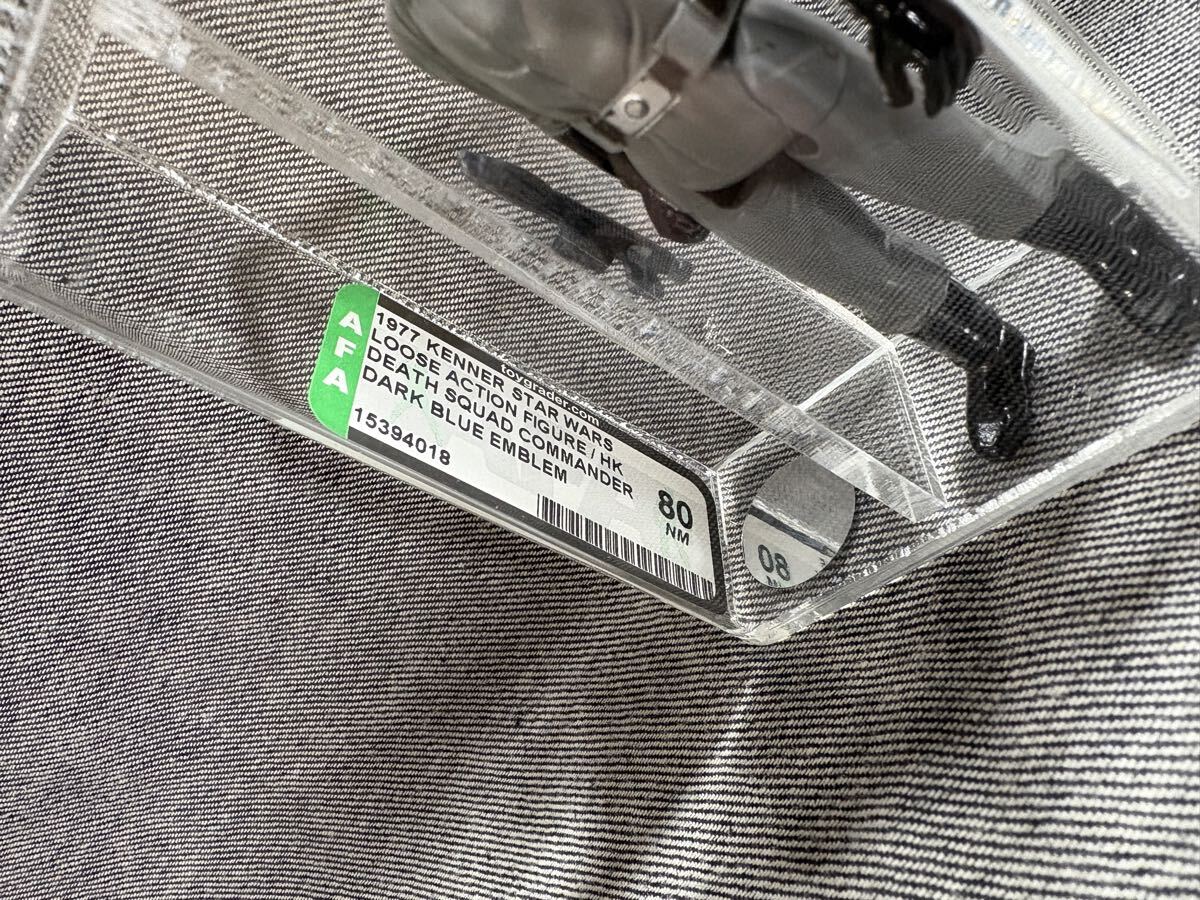 AFA
toygrader.com
1977 KENNER STAR WARS
LOOSE ACTION FIGURE / HK
DEATH SQUAD COMMANDER
DARK BLUE EMBLEM
15394018
80
NM
80